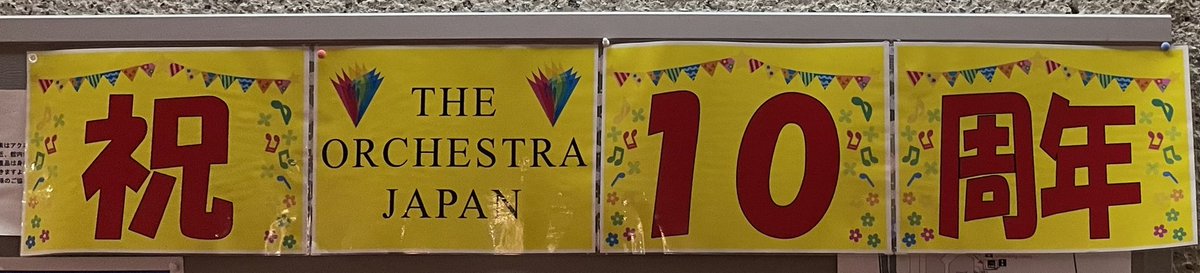 祝
THE
ORCHESTRA
JAPAN
10
周年